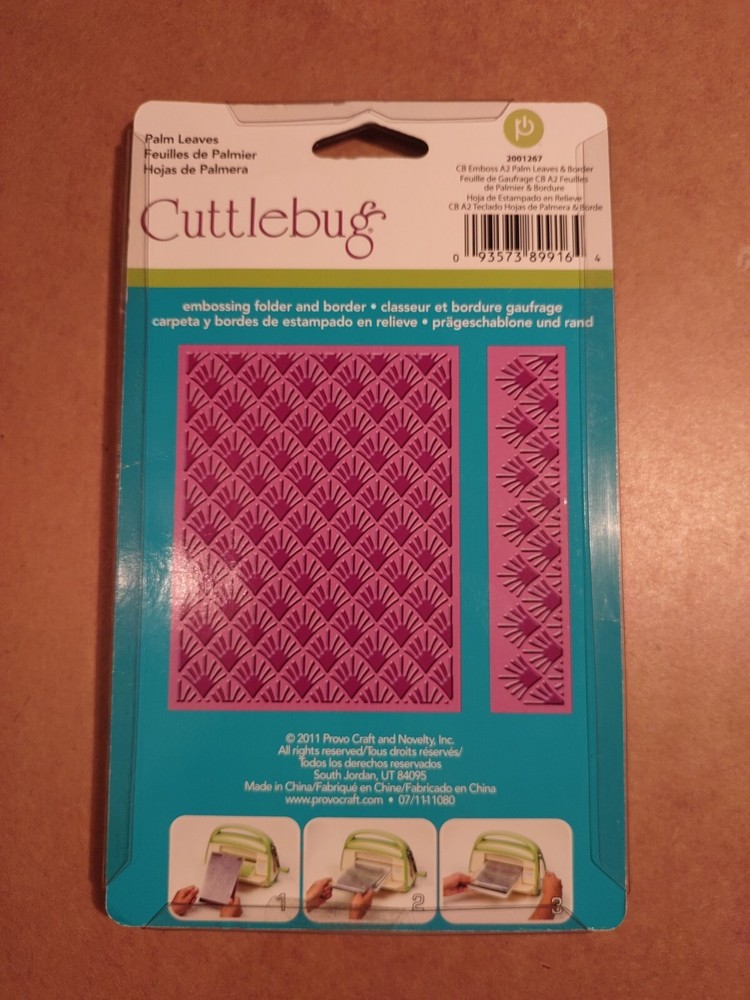 Palm Leaves
Feuilles de Palmier
Hojas de Palmera
Cuttlebug®
2001267
CB Emboss A2 Palm Leaves & Border
Feuille de Gaufrage CB A2 Feuilles
de Palmier & Bordure
Hoja de Estampado en Relieve
CB A2 Teclado Hojas de Palmera & Borde
0 93573 89916 4
embossing folder and border • classeur et bordure gaufrage
carpeta y bordes de estampado en relieve • prägeschablone und rand
© 2011 Provo Craft and Novelty, Inc.
All rights reserved/Tous droits réservés/
Todos los derechos reservados
South Jordan, UT 84095
Made in China/Fabriqué en Chine/Fabricado en China
www.provocraft.com • 07/11-11080
1 2 3